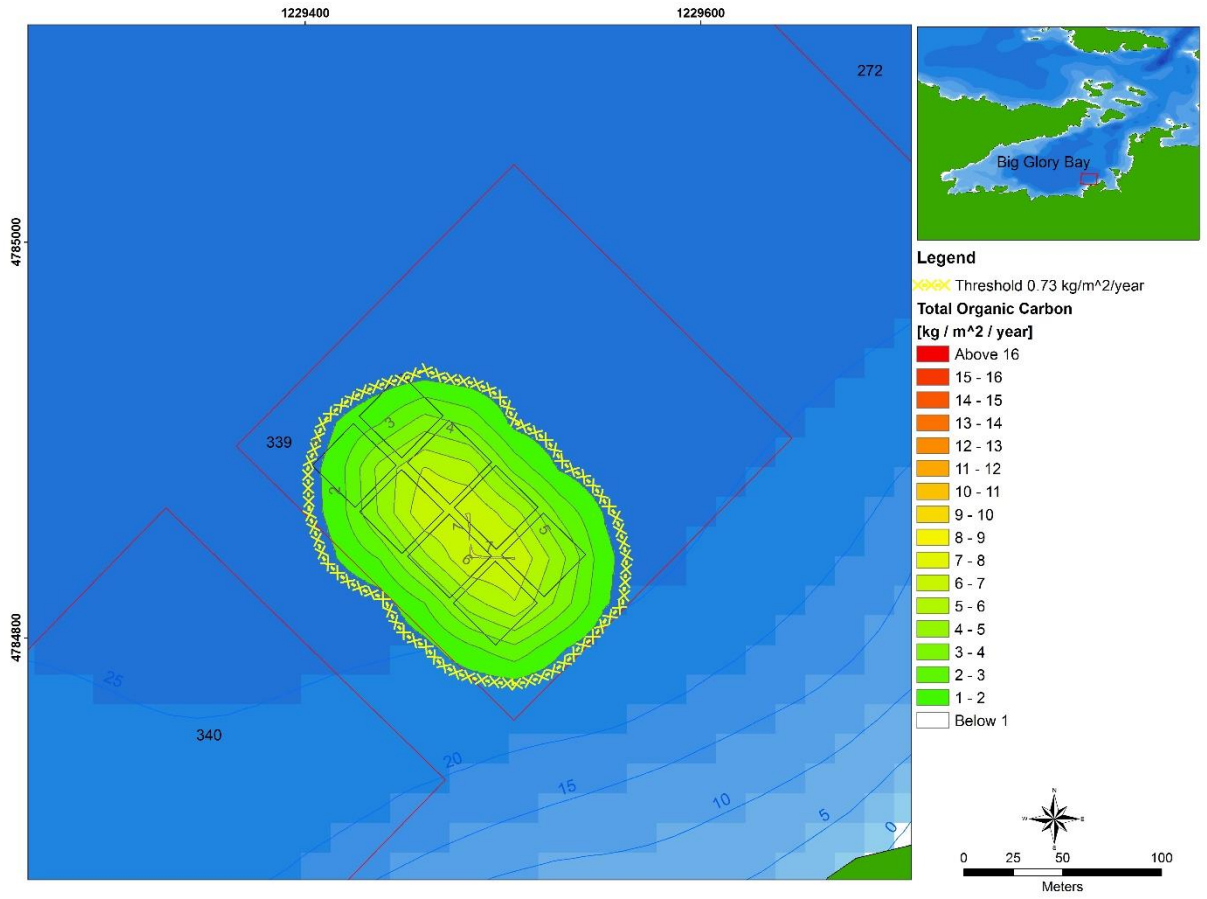 1229400
1229600
4785000
4784800
272
339
340
3
4
2
5
7
6
25
20
15
10
5
0
Big Glory Bay
Legend
Threshold 0.73 kg/m^2/year
Total Organic Carbon
[kg / m^2 / year]
Above 16
15 - 16
14 - 15
13 - 14
12 - 13
11 - 12
10 - 11
9 - 10
8 - 9
7 - 8
6 - 7
5 - 6
4 - 5
3 - 4
2 - 3
1 - 2
Below 1
N
W
E
S
0 25 50 100
Meters